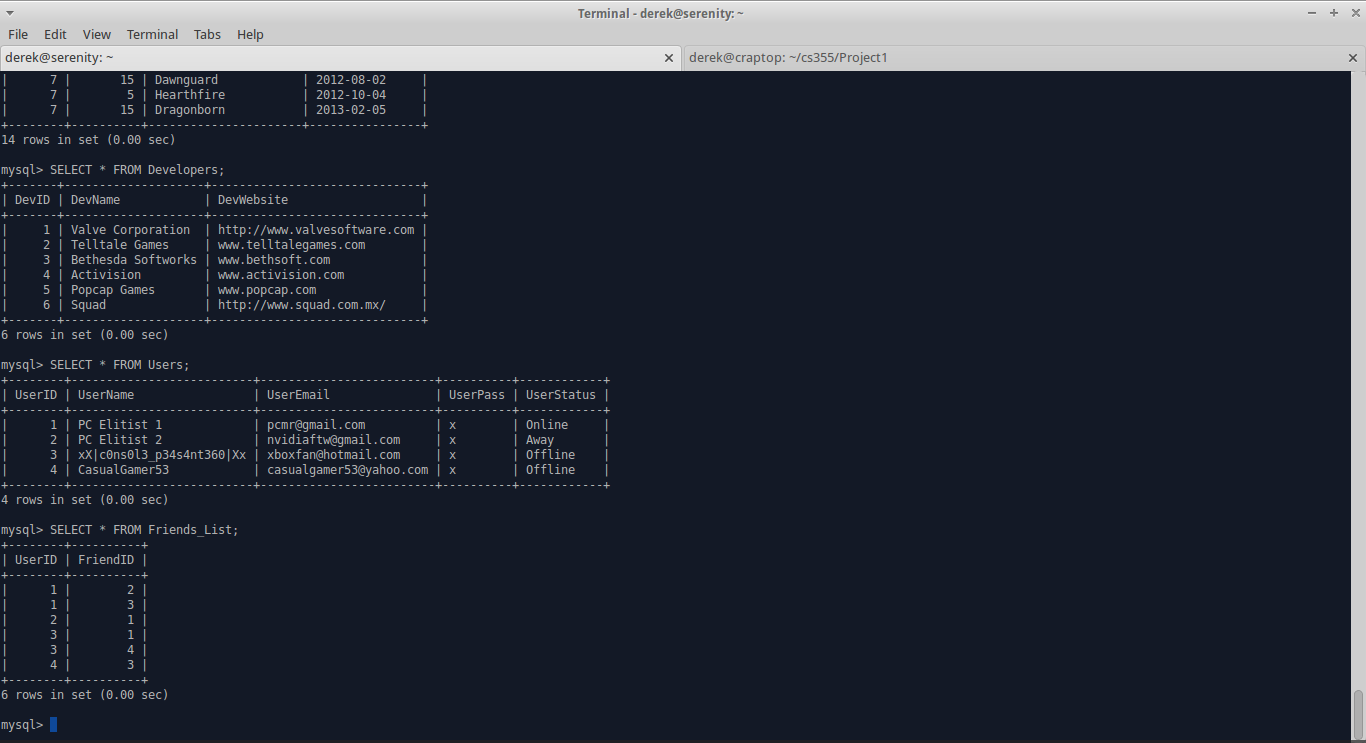 Terminal - derek@serenity: ~
File Edit View Terminal Tabs Help
derek@serenity: ~ derek@craptop: ~/cs355/Project1
|      7 |       15 | Dawnguard            | 2012-08-02     |
|      7 |        5 | Hearthfire           | 2012-10-04     |
|      7 |       15 | Dragonborn           | 2013-02-05     |
+--------+----------+----------------------+----------------+
14 rows in set (0.00 sec)

mysql> SELECT * FROM Developers;
+-------+--------------------+------------------------------+
| DevID | DevName            | DevWebsite                   |
+-------+--------------------+------------------------------+
|     1 | Valve Corporation  | http://www.valvesoftware.com |
|     2 | Telltale Games     | www.telltalegames.com        |
|     3 | Bethesda Softworks | www.bethsoft.com             |
|     4 | Activision         | www.activision.com           |
|     5 | Popcap Games       | www.popcap.com               |
|     6 | Squad              | http://www.squad.com.mx/     |
+-------+--------------------+------------------------------+
6 rows in set (0.00 sec)

mysql> SELECT * FROM Users;
+--------+--------------------------+-------------------------+----------+------------+
| UserID | UserName                 | UserEmail               | UserPass | UserStatus |
+--------+--------------------------+-------------------------+----------+------------+
|      1 | PC Elitist 1             | pcmr@gmail.com          | x        | Online     |
|      2 | PC Elitist 2             | nvidiaftw@gmail.com     | x        | Away       |
|      3 | xX|c0ns0l3_p34s4nt360|Xx | xboxfan@hotmail.com     | x        | Offline    |
|      4 | CasualGamer53            | casualgamer53@yahoo.com | x        | Offline    |
+--------+--------------------------+-------------------------+----------+------------+
4 rows in set (0.00 sec)

mysql> SELECT * FROM Friends_List;
+--------+----------+
| UserID | FriendID |
+--------+----------+
|      1 |        2 |
|      1 |        3 |
|      2 |        1 |
|      3 |        1 |
|      3 |        4 |
|      4 |        3 |
+--------+----------+
6 rows in set (0.00 sec)

mysql>